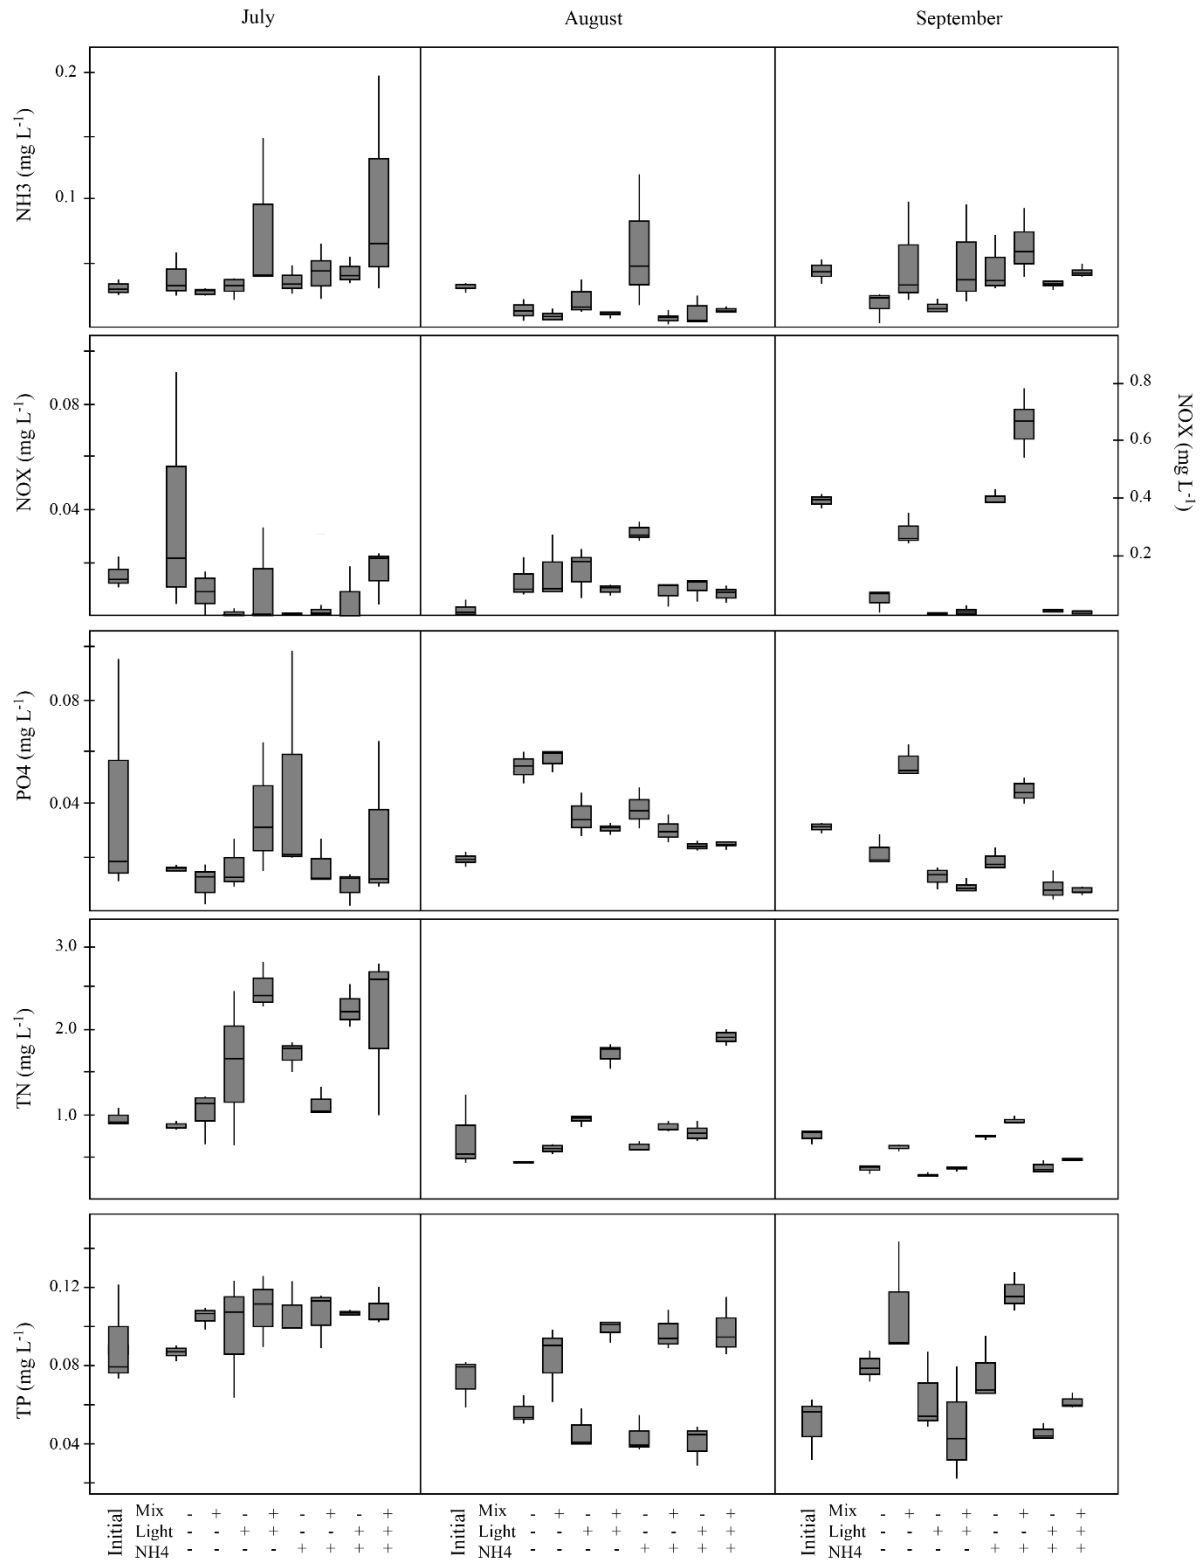 July August September
NH3 (mg L-1)
0.2
0.1
NOX (mg L-1)
0.08
0.04
0.8
0.6
0.4
0.2
NOX (mg L-1)
PO4 (mg L-1)
0.08
0.04
TN (mg L-1)
3.0
2.0
1.0
TP (mg L-1)
0.12
0.08
0.04
Initial
Mix - + - + - + - +
Light - - + + - - + +
NH4 - - - - + + + +
Initial
Mix - + - + - + - +
Light - - + + - - + +
NH4 - - - - + + + +
Initial
Mix - + - + - + - +
Light - - + + - - + +
NH4 - - - - + + + +